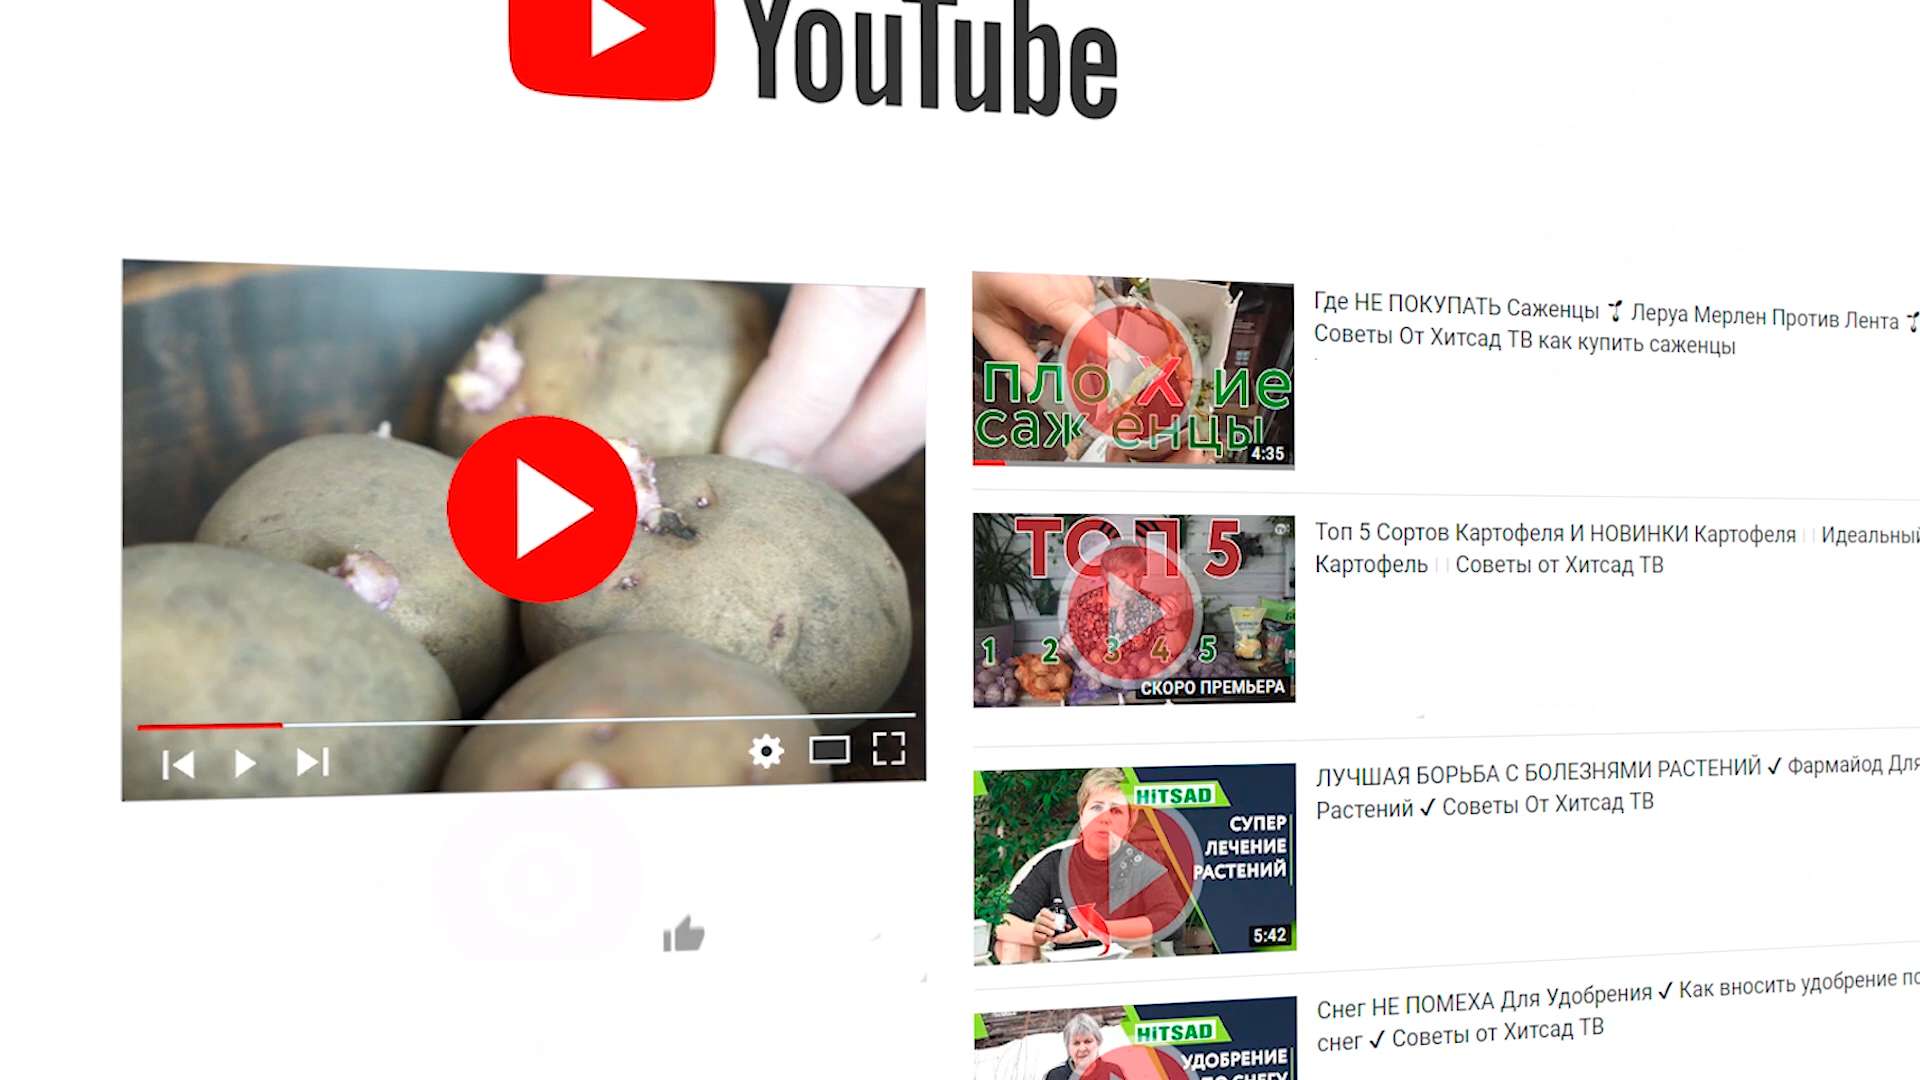 YouTube
ПЛОХИЕ
саженцы
4:35
Где НЕ ПОКУПАТЬ Саженцы Леруа Мерлен Против Лента
Советы От Хитсад ТВ как купить саженцы
ТОП 5
1 2 3 4 5
СКОРО ПРЕМЬЕРА
Топ 5 Сортов Картофеля И НОВИНКИ Картофеля Идеальный
Картофель Советы от Хитсад ТВ
HITSAD
СУПЕР
ЛЕЧЕНИЕ
РАСТЕНИЙ
5:42
ЛУЧШАЯ БОРЬБА С БОЛЕЗНЯМИ РАСТЕНИЙ ✓ Фармайод Для
Растений ✓ Советы От Хитсад ТВ
HITSAD
УДОБРЕНИЕ
ПО СНЕГУ
Снег НЕ ПОМЕХА Для Удобрения ✓ Как вносить удобрение по
снег ✓ Советы от Хитсад ТВ